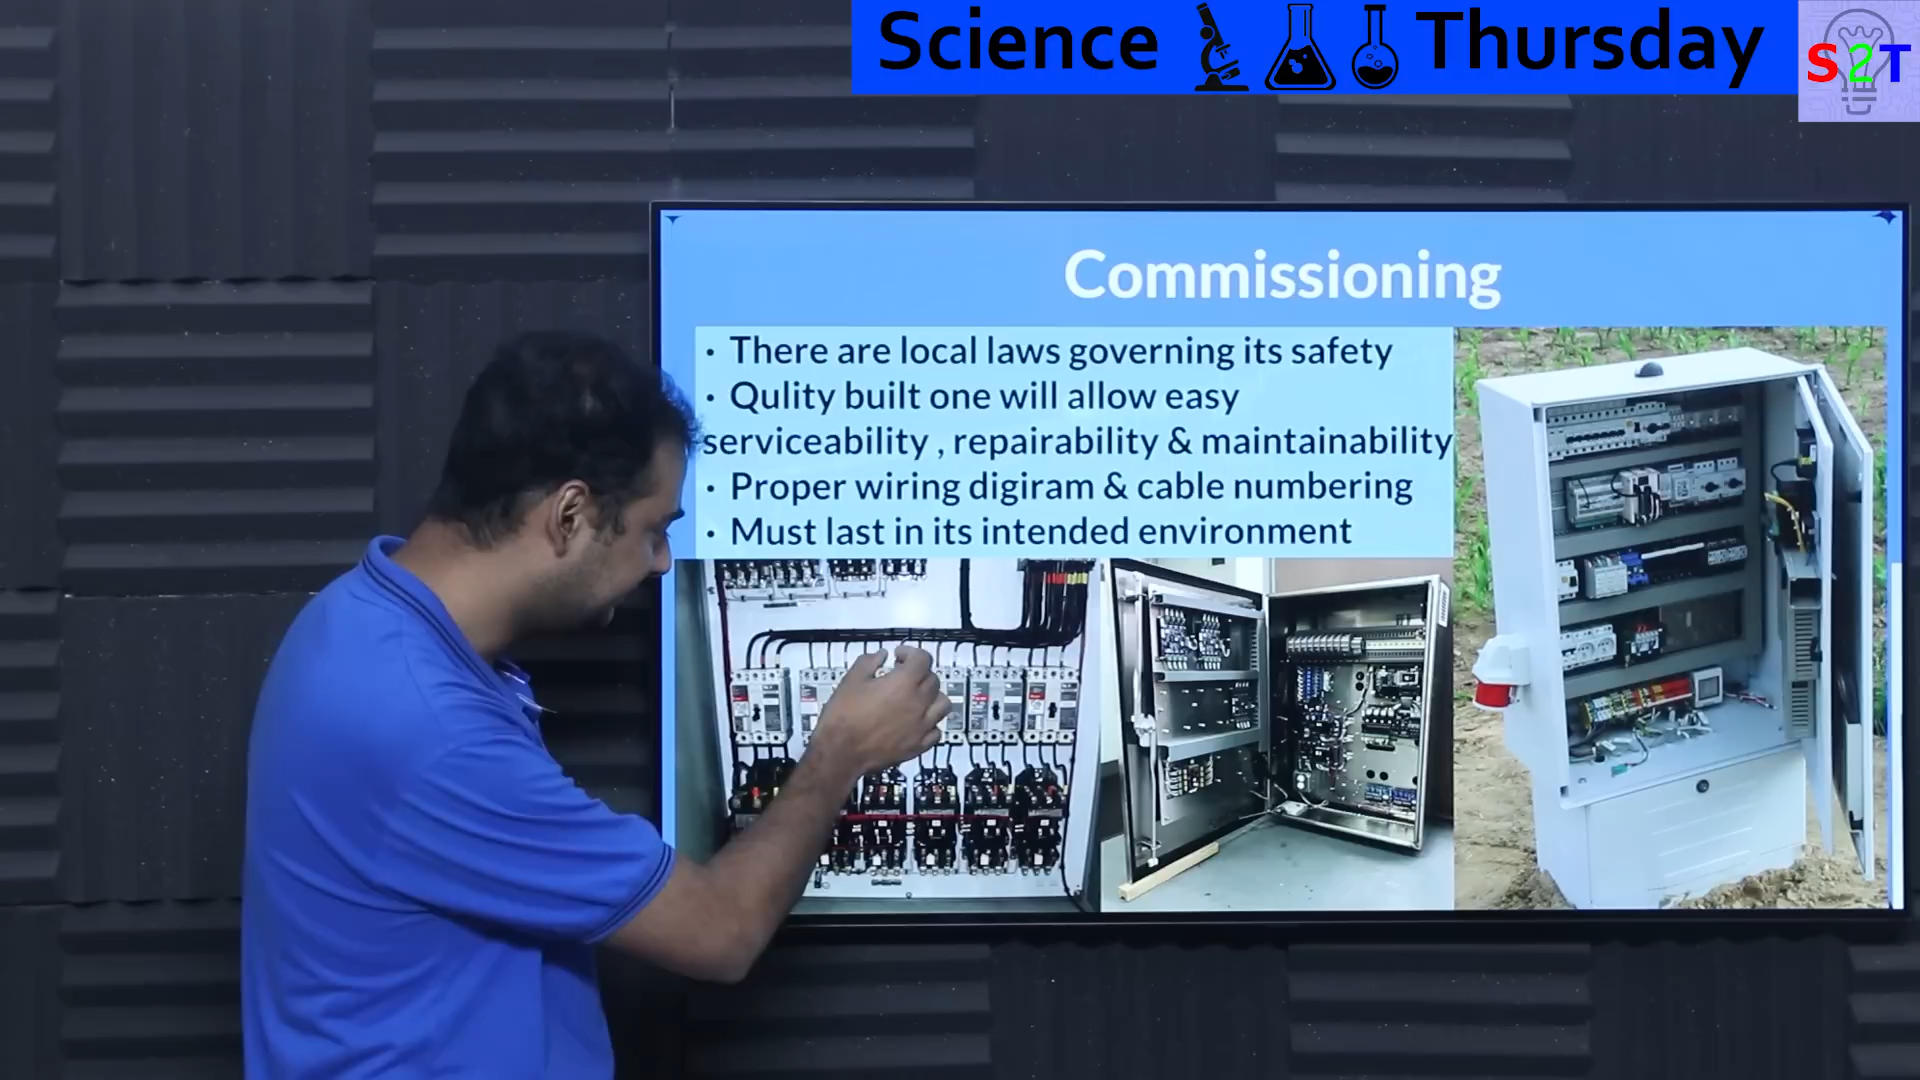 Science Thursday
S2T
Commissioning
• There are local laws governing its safety
• Qulity built one will allow easy
serviceability , repairability & maintainability
• Proper wiring digiram & cable numbering
• Must last in its intended environment